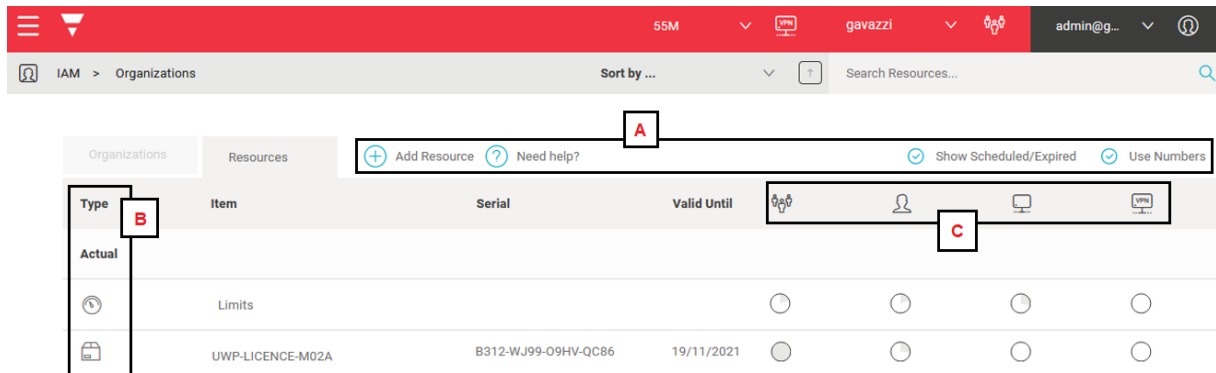 55M VPN gavazzi admin@g...
IAM > Organizations Sort by ... Search Resources...
A
Organizations Resources Add Resource ? Need help? Show Scheduled/Expired Use Numbers
Type Item Serial Valid Until VPN
B
C
Actual
Limits
UWP-LICENCE-M02A B312-WJ99-O9HV-QC86 19/11/2021